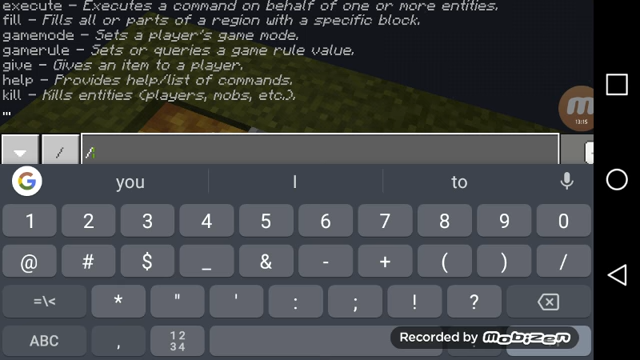 execute - Executes a command on behalf of one or more entities.
fill - Fills all or parts of a region with a specific block.
gamemode - Sets a player's game mode.
gamerule - Sets or queries a game rule value.
give - Gives an item to a player.
help - Provides help/list of commands.
kill - Kills entities (players, mobs, etc.).
...
/ /
13:15
G you I to
1 2 3 4 5 6 7 8 9 0
@ # $ _ & - + ( ) /
=\< * " ' : ; ! ?
ABC , 12 34
Recorded by mobizen